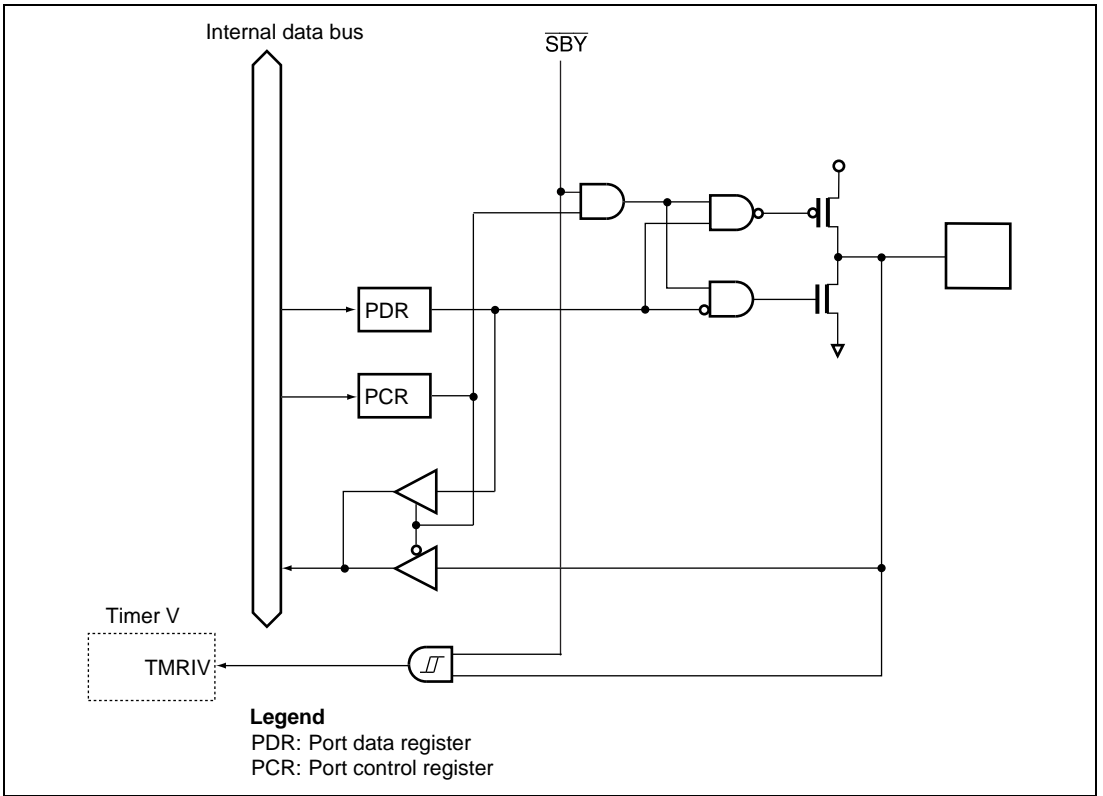 Internal data bus
SBY
PDR
PCR
Timer V
TMRIV
Legend
PDR: Port data register
PCR: Port control register